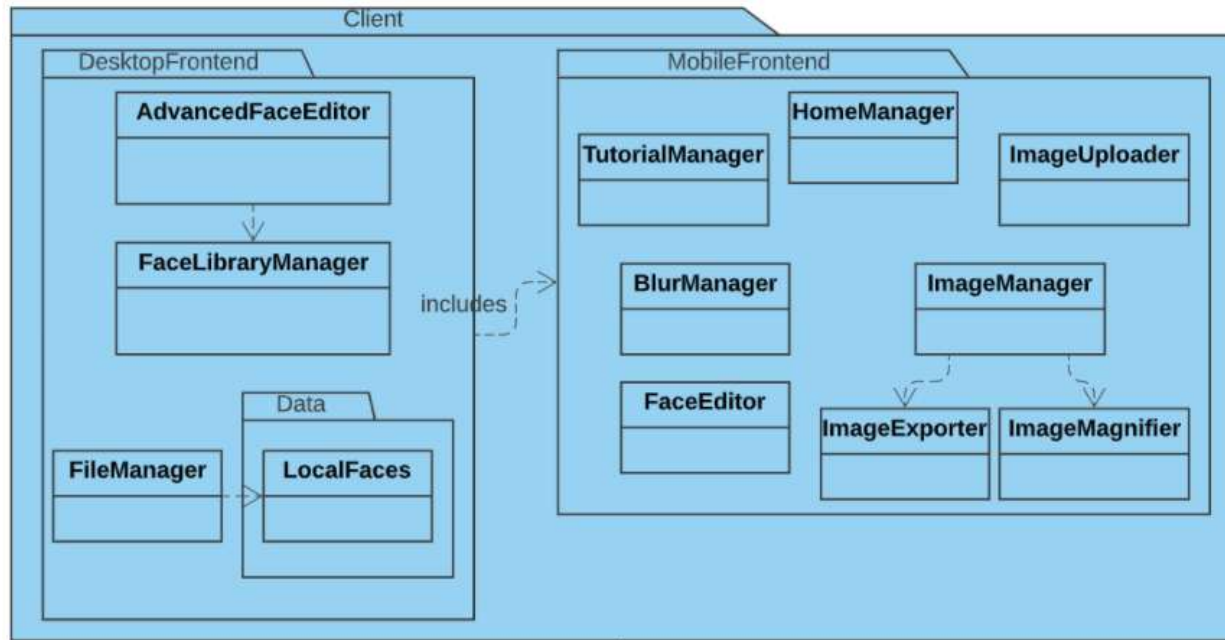 Client
DesktopFrontend
AdvancedFaceEditor
FaceLibraryManager
includes
Data
FileManager
LocalFaces
MobileFrontend
HomeManager
TutorialManager
ImageUploader
BlurManager
ImageManager
FaceEditor
ImageExporter
ImageMagnifier